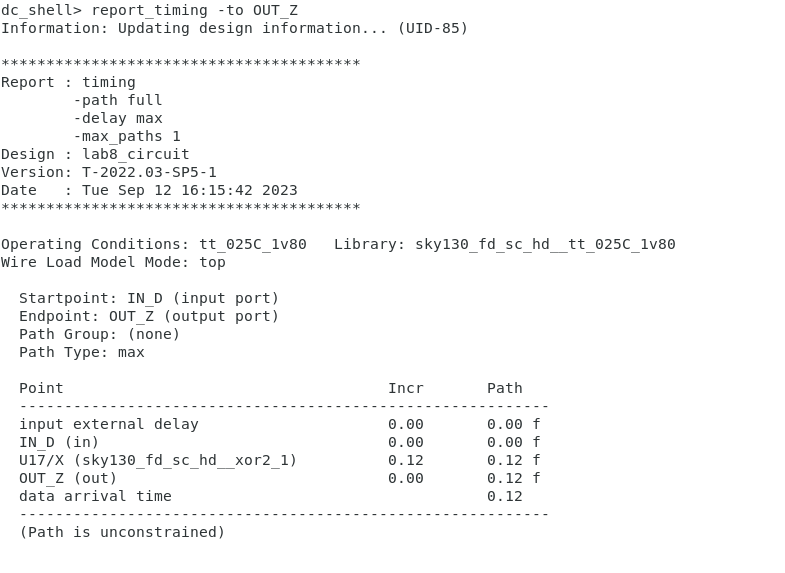 dc_shell> report_timing -to OUT_Z
Information: Updating design information... (UID-85)
****************************************
Report : timing
        -path full
        -delay max
        -max_paths 1
Design : lab8_circuit
Version: T-2022.03-SP5-1
Date   : Tue Sep 12 16:15:42 2023
****************************************
Operating Conditions: tt_025C_1v80   Library: sky130_fd_sc_hd__tt_025C_1v80
Wire Load Model Mode: top
  Startpoint: IN_D (input port)
  Endpoint: OUT_Z (output port)
  Path Group: (none)
  Path Type: max
  Point                                    Incr       Path
  -----------------------------------------------------------
  input external delay                     0.00       0.00 f
  IN_D (in)                                0.00       0.00 f
  U17/X (sky130_fd_sc_hd__xor2_1)          0.12       0.12 f
  OUT_Z (out)                              0.00       0.12 f
  data arrival time                                   0.12
  -----------------------------------------------------------
  (Path is unconstrained)